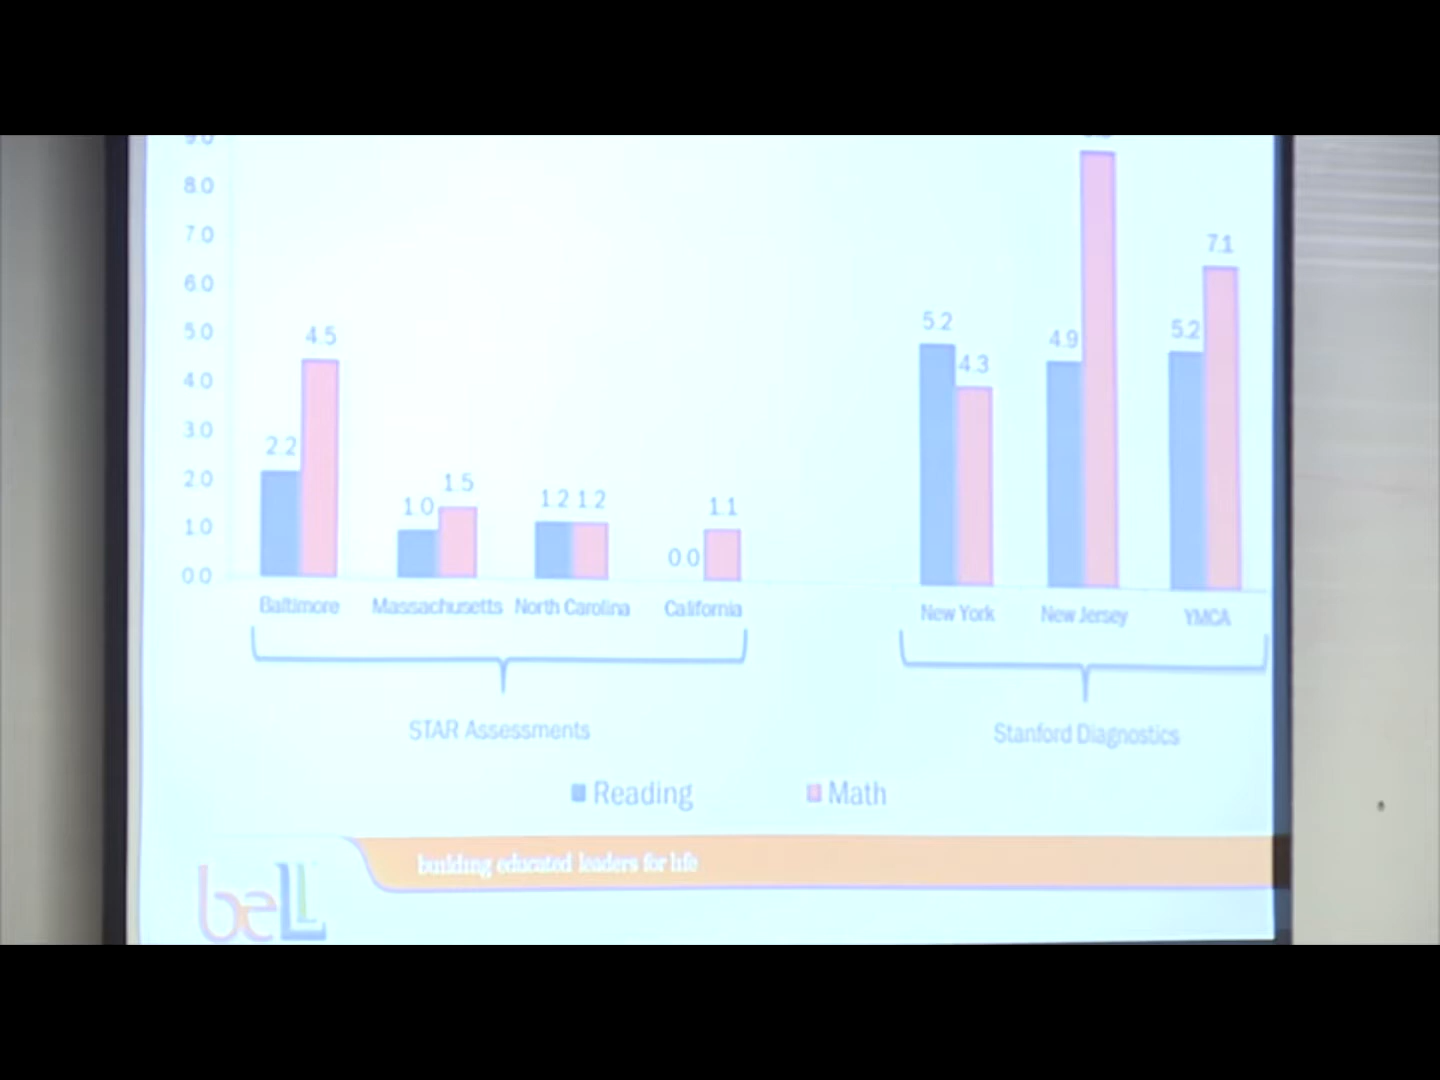 9.0
8.0
7.0
6.0
5.0
4.0
3.0
2.0
1.0
0.0
2.2
4.5
1.0
1.5
1.2
1.2
0.0
1.1
5.2
4.3
4.9
5.2
7.1
Baltimore
Massachusetts
North Carolina
California
New York
New Jersey
YMCA
STAR Assessments
Stanford Diagnostics
Reading
Math
building educated leaders for life
beLL